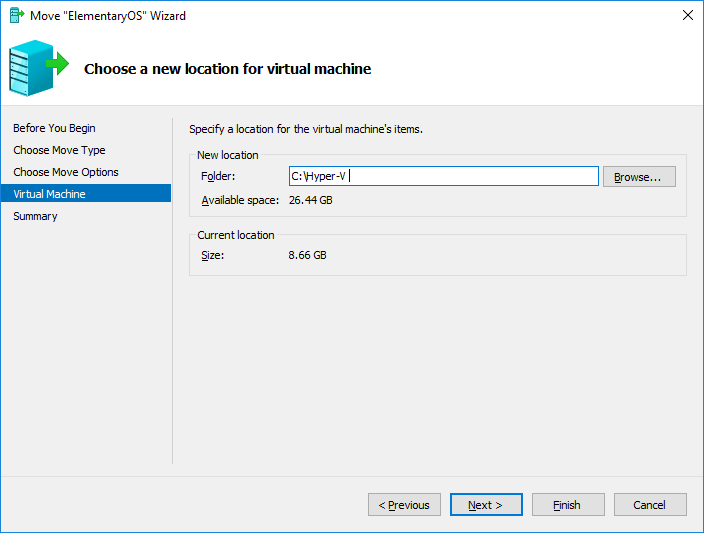 Move "ElementaryOS" Wizard
Choose a new location for virtual machine
Before You Begin
Choose Move Type
Choose Move Options
Virtual Machine
Summary
Specify a location for the virtual machine's items.
New location
Folder: C:\Hyper-V
Browse...
Available space: 26.44 GB
Current location
Size: 8.66 GB
< Previous
Next >
Finish
Cancel